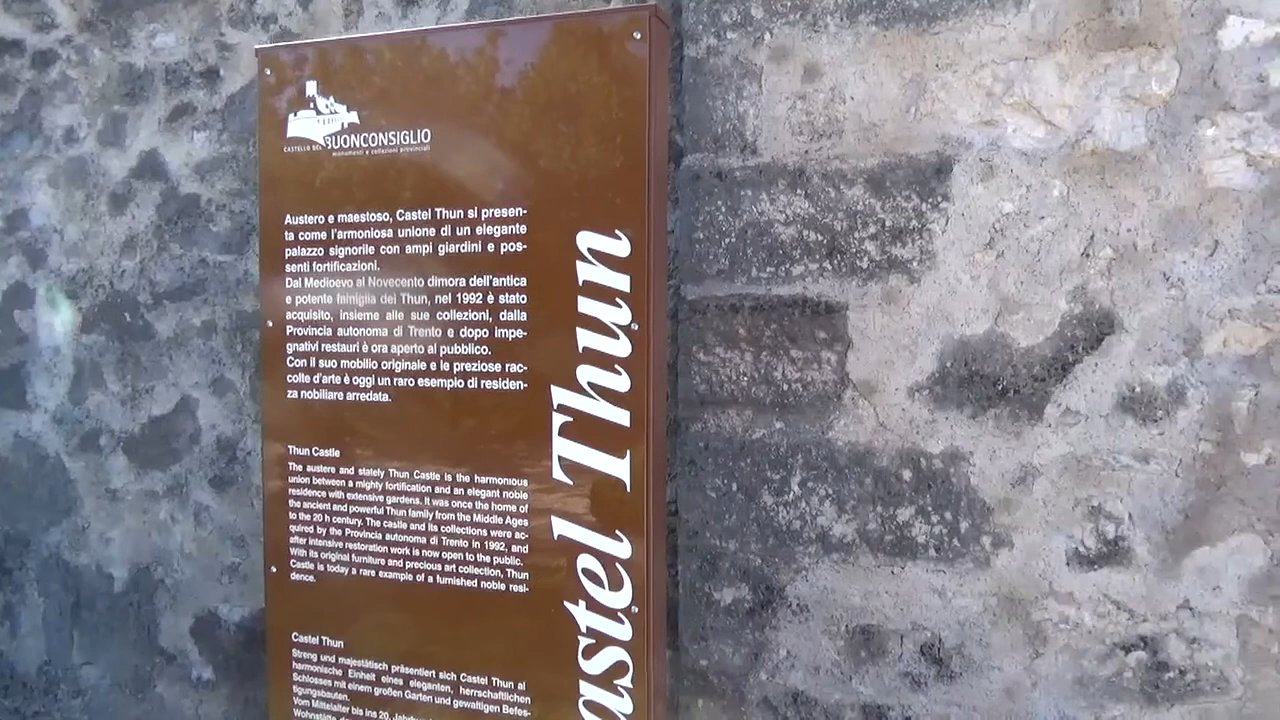 CASTELLO DEL BUONCONSIGLIO
monumenti e collezioni provinciali
Austero e maestoso, Castel Thun si presen-
ta come l'armoniosa unione di un elegante
palazzo signorile con ampi giardini e pos-
senti fortificazioni.
Dal Medioevo al Novecento dimora dell'antica
e potente famiglia dei Thun, nel 1992 è stato
acquisito, insieme alle sue collezioni, dalla
Provincia autonoma di Trento e dopo impe-
gnativi restauri è ora aperto al pubblico.
Con il suo mobilio originale e le preziose rac-
colte d'arte è oggi un raro esempio di residen-
za nobiliare arredata.
Thun Castle
The austere and stately Thun Castle is the harmonious
union between a mighty fortification and an elegant noble
residence with extensive gardens. It was once the home of
the ancient and powerful Thun family from the Middle Ages
to the 20 h century. The castle and its collections were ac-
quired by the Provincia autonoma di Trento in 1992, and
after intensive restoration work is now open to the public.
With its original furniture and precious art collection, Thun
Castle is today a rare example of a furnished noble resi-
dence.
Castel Thun
Streng und majestätisch präsentiert sich Castel Thun al
harmonische Einheit eines eleganten, herrschaftlichen
Schlosses mit einem großen Garten und gewaltigen Befes-
tigungsbauten.
Vom Mittelalter bis ins 20. Jahrhun
Wohnstätte
astel Thun